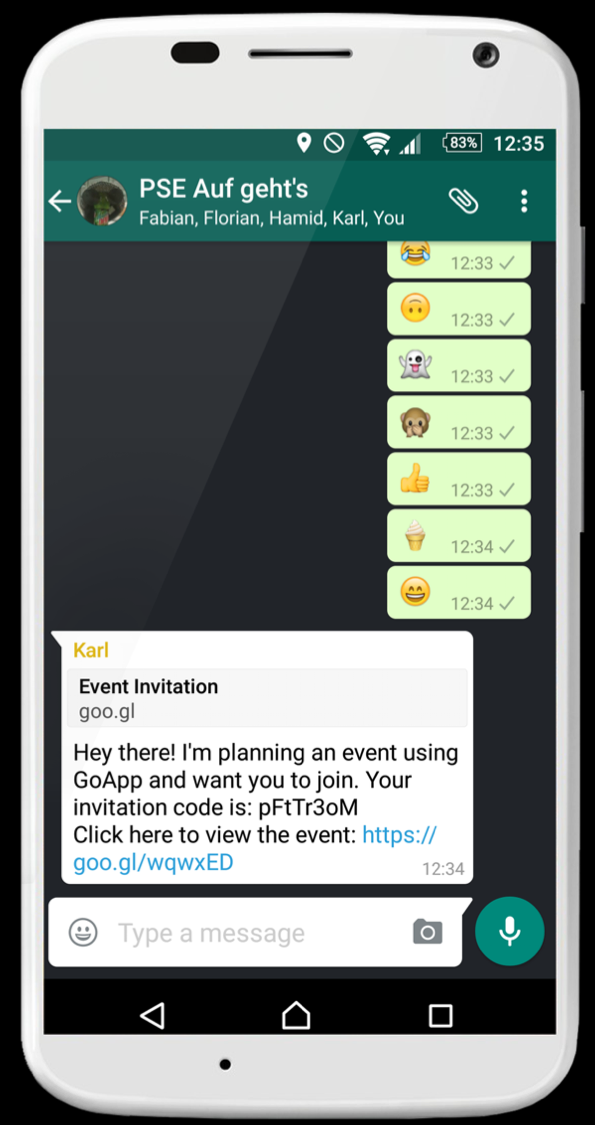 83% 12:35
PSE Auf geht's
Fabian, Florian, Hamid, Karl, You
12:33
12:33
12:33
12:33
12:33
12:34
12:34
Karl
Event Invitation
goo.gl
Hey there! I'm planning an event using
GoApp and want you to join. Your
invitation code is: pFtTr3oM
Click here to view the event: https://
goo.gl/wqwxED
12:34
Type a message